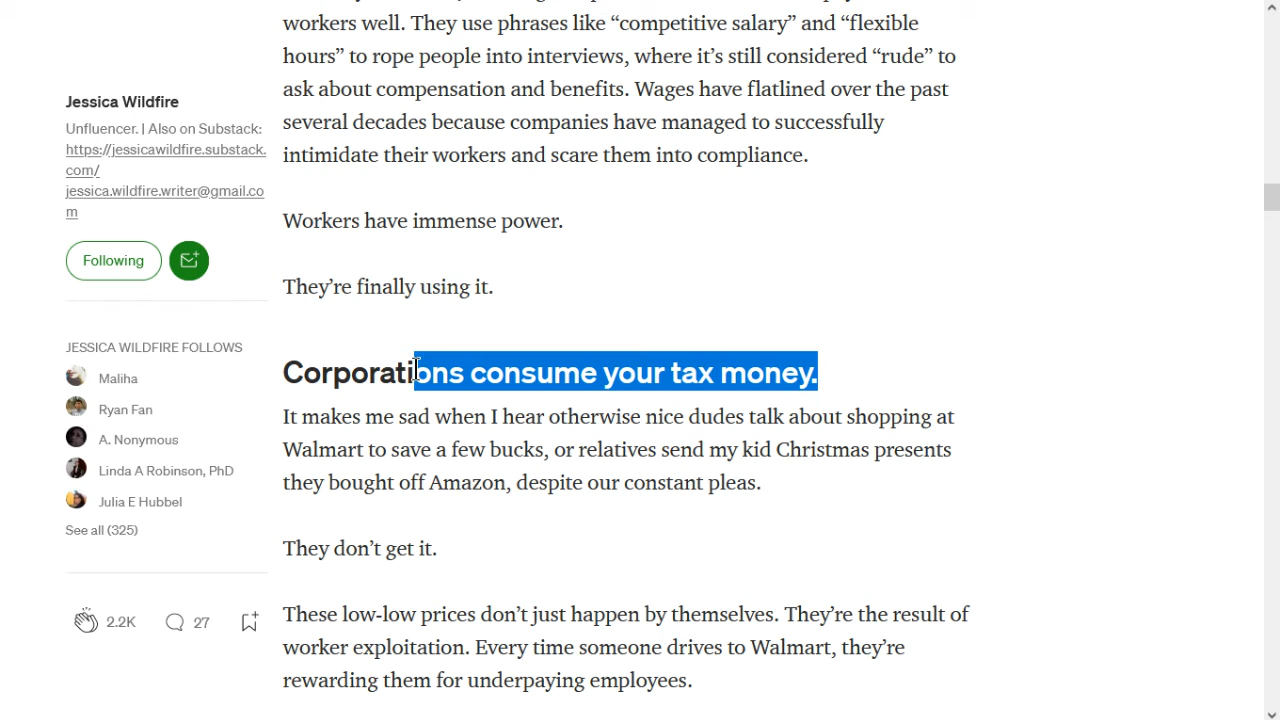 workers well. They use phrases like “competitive salary” and “flexible
hours” to rope people into interviews, where it’s still considered “rude” to
ask about compensation and benefits. Wages have flatlined over the past
several decades because companies have managed to successfully
intimidate their workers and scare them into compliance.
Workers have immense power.
They’re finally using it.
Corporations consume your tax money.
It makes me sad when I hear otherwise nice dudes talk about shopping at
Walmart to save a few bucks, or relatives send my kid Christmas presents
they bought off Amazon, despite our constant pleas.
They don’t get it.
These low-low prices don’t just happen by themselves. They’re the result of
worker exploitation. Every time someone drives to Walmart, they’re
rewarding them for underpaying employees.
Jessica Wildfire
Unfluencer. | Also on Substack:
https://jessicawildfire.substack.
com/
jessica.wildfire.writer@gmail.co
m
Following
JESSICA WILDFIRE FOLLOWS
Maliha
Ryan Fan
A. Nonymous
Linda A Robinson, PhD
Julia E Hubbel
See all (325)
2.2K 27